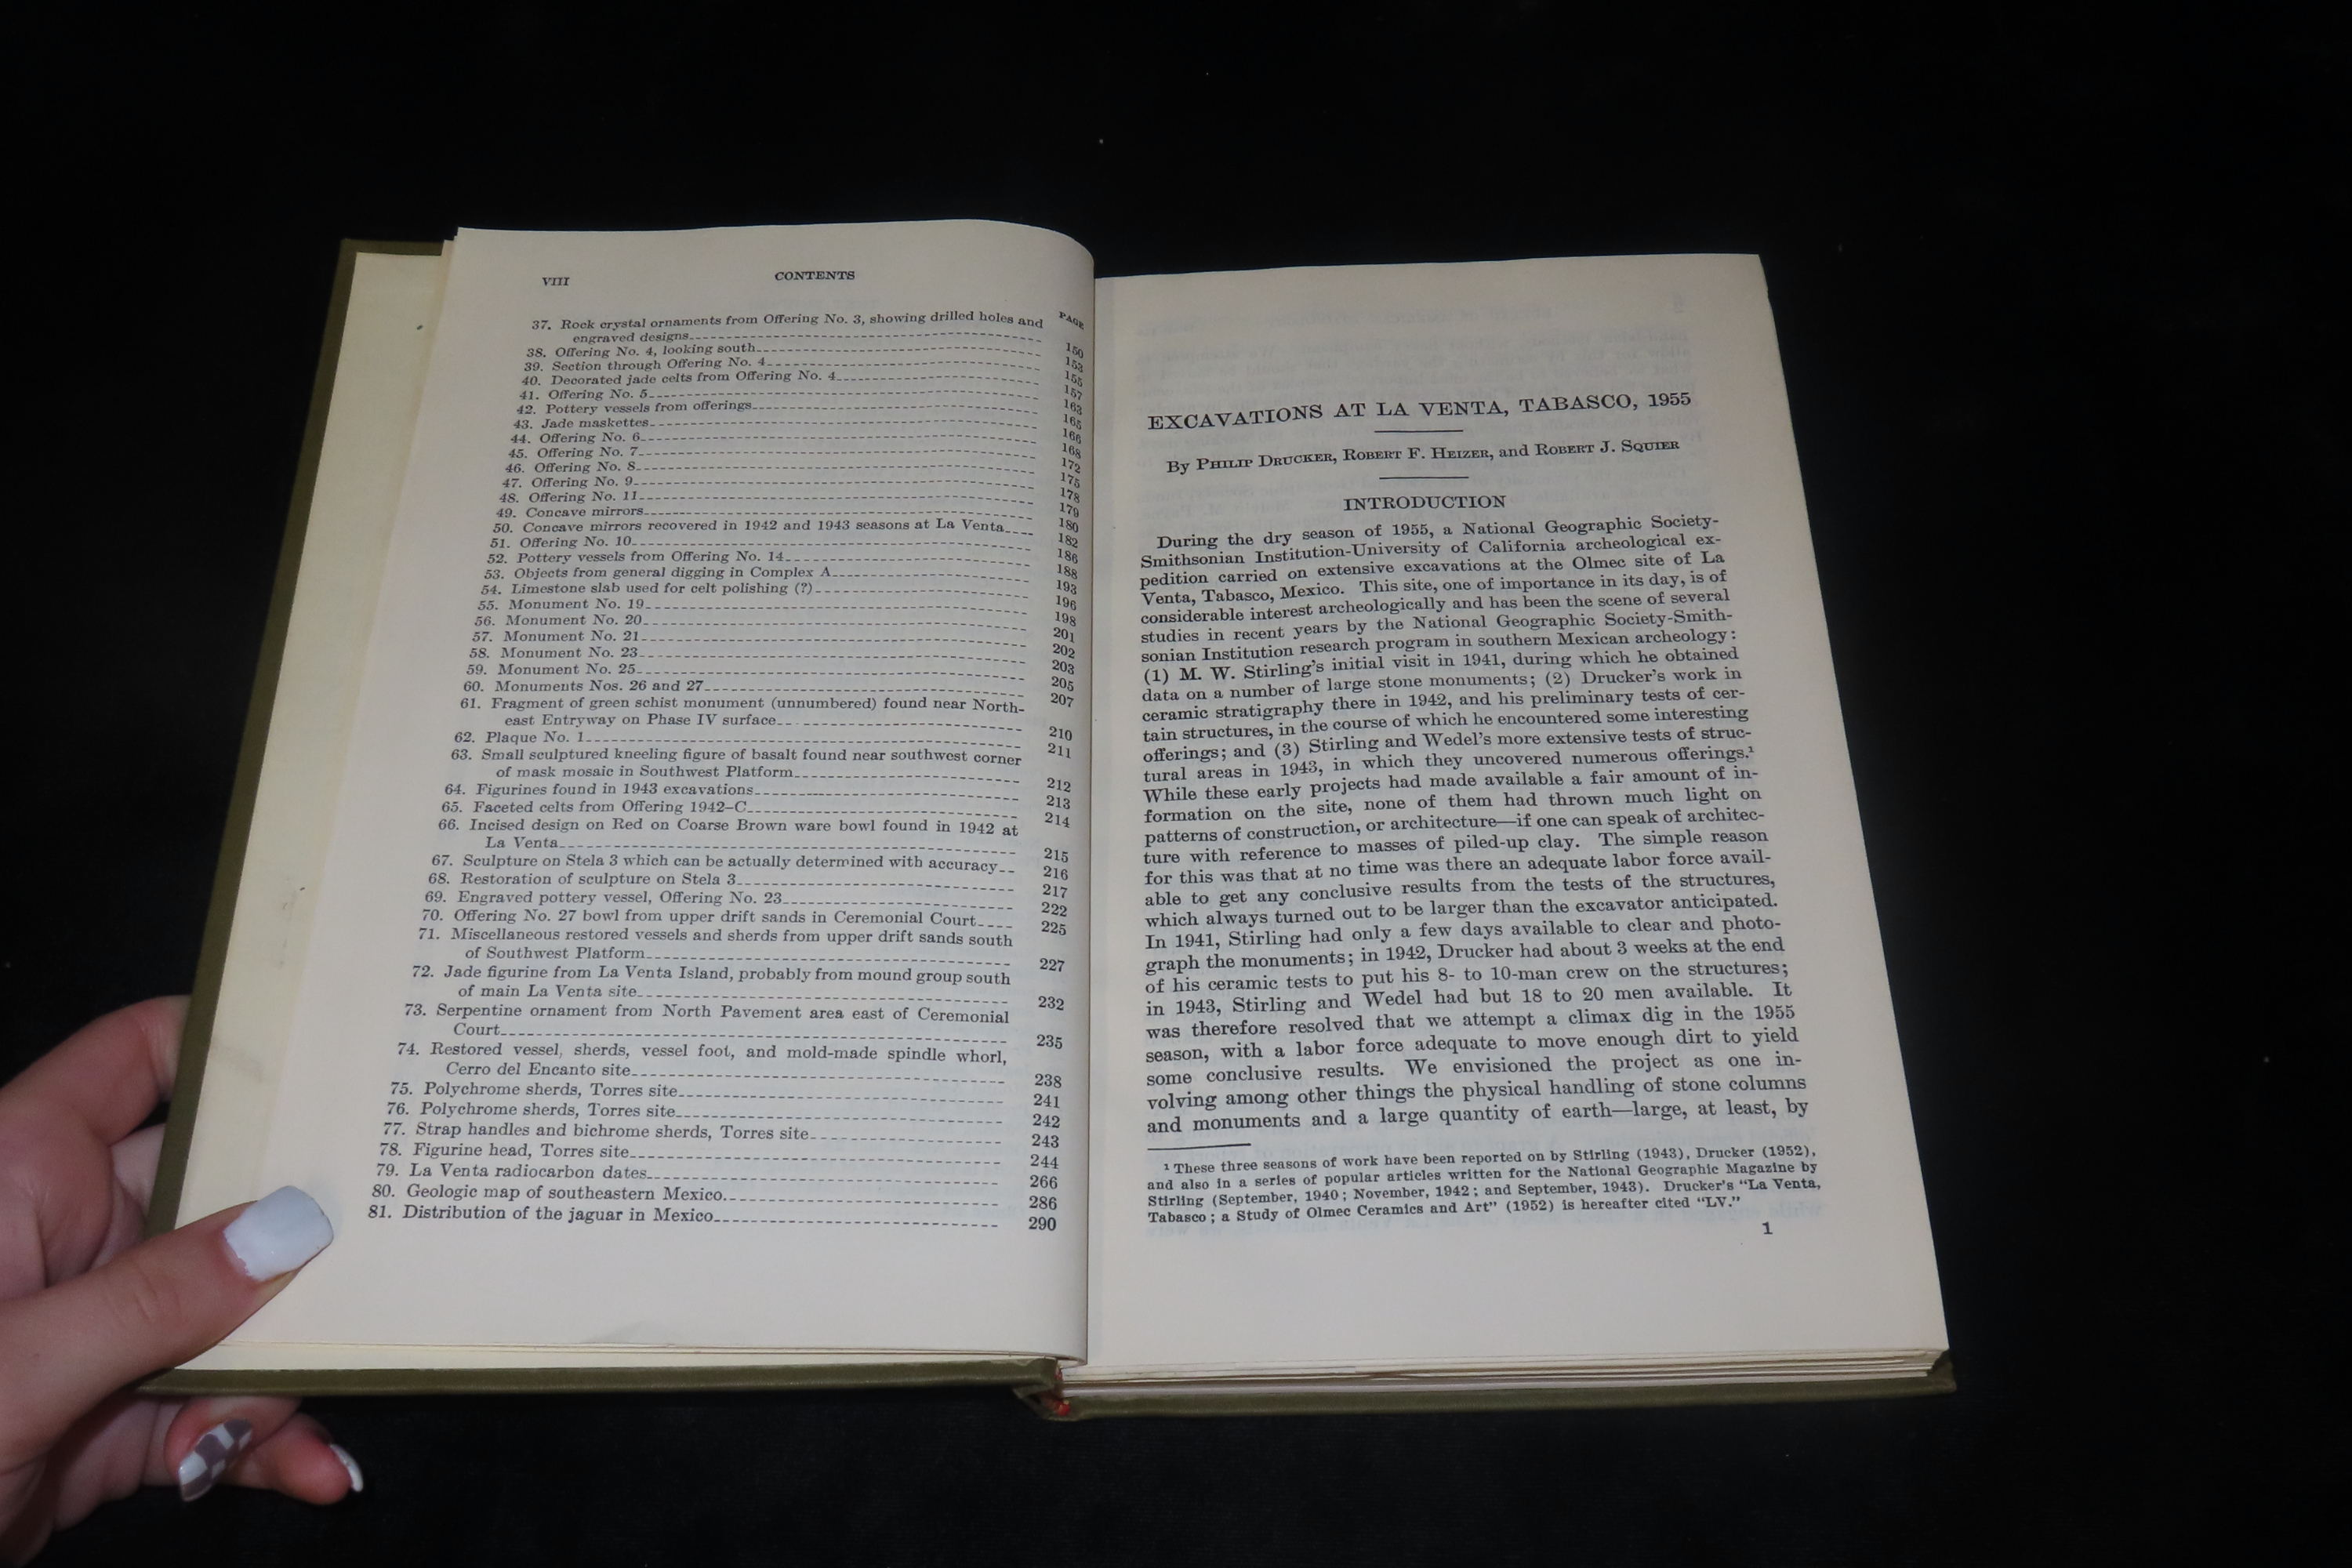 VIII CONTENTS
PAGE
37. Rock crystal ornaments from Offering No. 3, showing drilled holes and
engraved designs 150
38. Offering No. 4, looking south 153
39. Section through Offering No. 4 155
40. Decorated jade celts from Offering No. 4 157
41. Offering No. 5 163
42. Pottery vessels from offerings 165
43. Jade maskettes 166
44. Offering No. 6 168
45. Offering No. 7 172
46. Offering No. 8 175
47. Offering No. 9 178
48. Offering No. 11 179
49. Concave mirrors 180
50. Concave mirrors recovered in 1942 and 1943 seasons at La Venta 182
51. Offering No. 10 186
52. Pottery vessels from Offering No. 14 188
53. Objects from general digging in Complex A 193
54. Limestone slab used for celt polishing (?) 196
55. Monument No. 19 198
56. Monument No. 20 201
57. Monument No. 21 202
58. Monument No. 23 203
59. Monument No. 25 205
60. Monuments Nos. 26 and 27 207
61. Fragment of green schist monument (unnumbered) found near North-
east Entryway on Phase IV surface 210
62. Plaque No. 1 211
63. Small sculptured kneeling figure of basalt found near southwest corner
of mask mosaic in Southwest Platform 212
64. Figurines found in 1943 excavations 213
65. Faceted celts from Offering 1942–C 214
66. Incised design on Red on Coarse Brown ware bowl found in 1942 at
La Venta 215
67. Sculpture on Stela 3 which can be actually determined with accuracy 216
68. Restoration of sculpture on Stela 3 217
69. Engraved pottery vessel, Offering No. 23 222
70. Offering No. 27 bowl from upper drift sands in Ceremonial Court 225
71. Miscellaneous restored vessels and sherds from upper drift sands south
of Southwest Platform 227
72. Jade figurine from La Venta Island, probably from mound group south
of main La Venta site 232
73. Serpentine ornament from North Pavement area east of Ceremonial
Court 235
74. Restored vessel, sherds, vessel foot, and mold-made spindle whorl,
Cerro del Encanto site 238
75. Polychrome sherds, Torres site 241
76. Polychrome sherds, Torres site 242
77. Strap handles and bichrome sherds, Torres site 243
78. Figurine head, Torres site 244
79. La Venta radiocarbon dates 266
80. Geologic map of southeastern Mexico 286
81. Distribution of the jaguar in Mexico 290
EXCAVATIONS AT LA VENTA, TABASCO, 1955
By PHILIP DRUCKER, ROBERT F. HEIZER, and ROBERT J. SQUIER
INTRODUCTION
During the dry season of 1955, a National Geographic Society-
Smithsonian Institution-University of California archeological ex-
pedition carried on extensive excavations at the Olmec site of La
Venta, Tabasco, Mexico. This site, one of importance in its day, is of
considerable interest archeologically and has been the scene of several
studies in recent years by the National Geographic Society-Smith-
sonian Institution research program in southern Mexican archeology:
(1) M. W. Stirling's initial visit in 1941, during which he obtained
data on a number of large stone monuments; (2) Drucker's work in
ceramic stratigraphy there in 1942, and his preliminary tests of cer-
tain structures, in the course of which he encountered some interesting
offerings; and (3) Stirling and Wedel's more extensive tests of struc-
tural areas in 1943, in which they uncovered numerous offerings.¹
While these early projects had made available a fair amount of in-
formation on the site, none of them had thrown much light on
patterns of construction, or architecture—if one can speak of architec-
ture with reference to masses of piled-up clay. The simple reason
for this was that at no time was there an adequate labor force avail-
able to get any conclusive results from the tests of the structures,
which always turned out to be larger than the excavator anticipated.
In 1941, Stirling had only a few days available to clear and photo-
graph the monuments; in 1942, Drucker had about 3 weeks at the end
of his ceramic tests to put his 8- to 10-man crew on the structures;
in 1943, Stirling and Wedel had but 18 to 20 men available. It
was therefore resolved that we attempt a climax dig in the 1955
season, with a labor force adequate to move enough dirt to yield
some conclusive results. We envisioned the project as one in-
volving among other things the physical handling of stone columns
and monuments and a large quantity of earth—large, at least, by
¹ These three seasons of work have been reported on by Stirling (1943), Drucker (1952),
and also in a series of popular articles written for the National Geographic Magazine by
Stirling (September, 1940; November, 1942; and September, 1943). Drucker's "La Venta,
Tabasco; a Study of Olmec Ceramics and Art" (1952) is hereafter cited "LV."
1